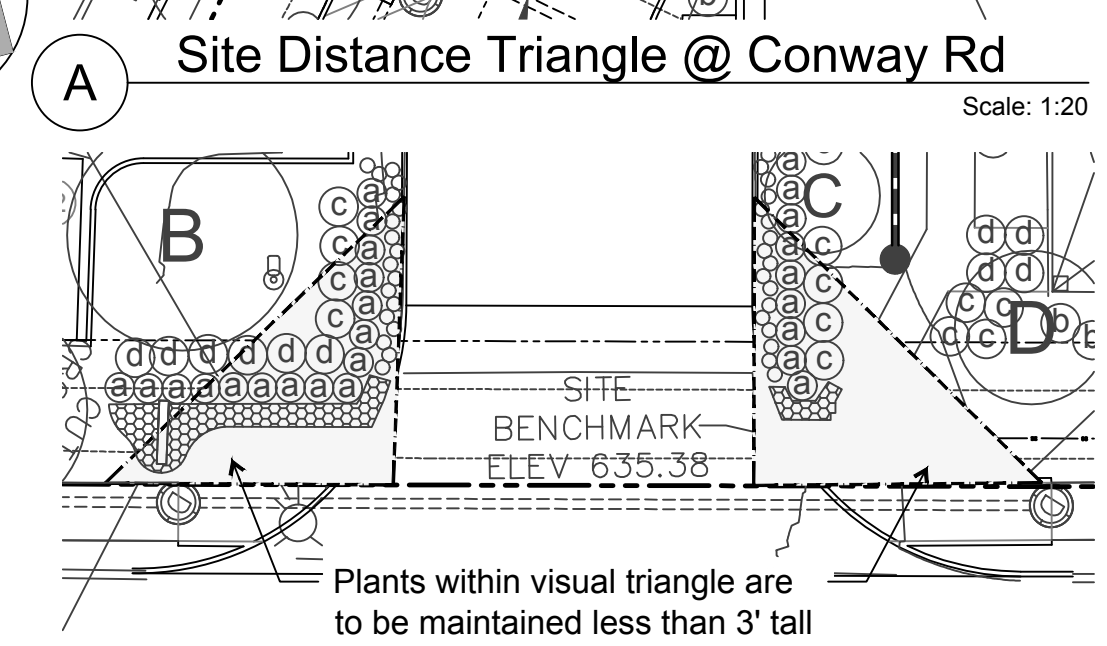 b
A
Site Distance Triangle @ Conway Rd
Scale: 1:20
B
C
D
c a a
c a
c a
c a
c a
d d d d d d a
a a a a a a a a a
a
a
a
a c
a c
a c
a c
a
d d
d d
c c b b
c c
SITE
BENCHMARK
ELEV 635.38
Plants within visual triangle are
to be maintained less than 3' tall